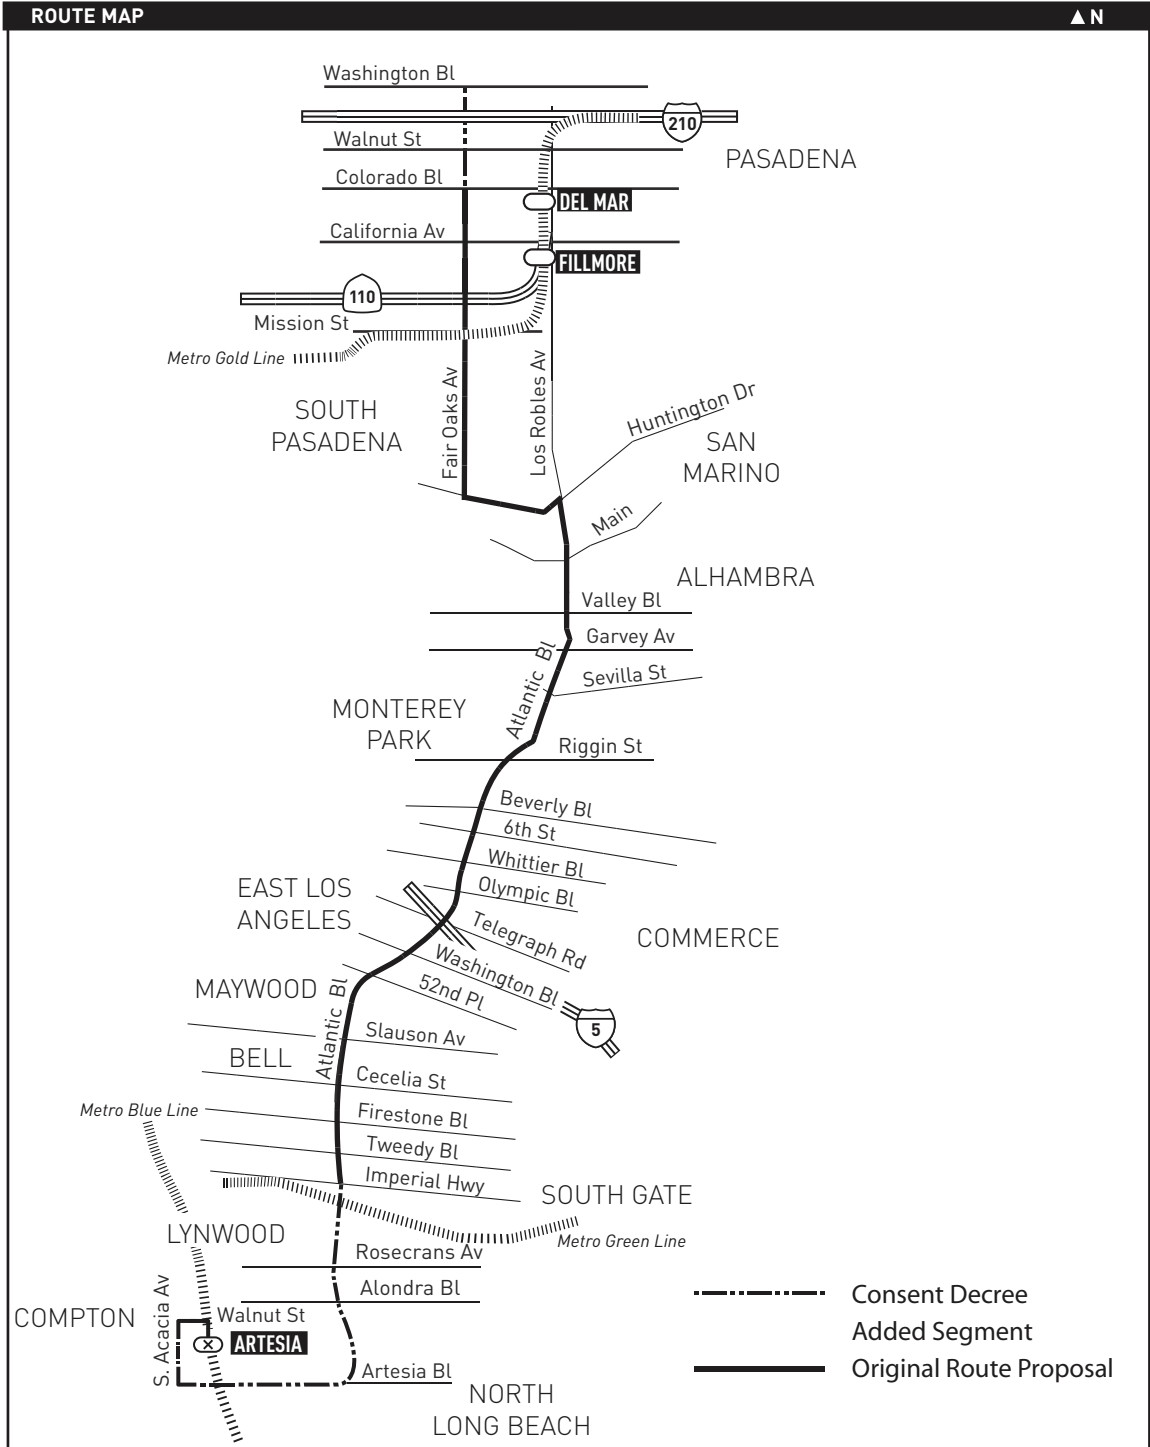 ROUTE MAP
N
Washington Bl
210
Walnut St
PASADENA
Colorado Bl
DEL MAR
California Av
FILLMORE
110
Mission St
Metro Gold Line
Fair Oaks Av
Los Robles Av
SOUTH
PASADENA
Huntington Dr
SAN
MARINO
Main
ALHAMBRA
Valley Bl
Garvey Av
Atlantic Bl
Sevilla St
MONTEREY
PARK
Riggin St
Beverly Bl
6th St
Whittier Bl
Olympic Bl
EAST LOS
ANGELES
Telegraph Rd
COMMERCE
Washington Bl
52nd Pl
MAYWOOD
Atlantic Bl
5
Slauson Av
BELL
Cecelia St
Metro Blue Line
Firestone Bl
Tweedy Bl
Imperial Hwy
SOUTH GATE
LYNWOOD
Metro Green Line
Rosecrans Av
Alondra Bl
S. Acacia Av
COMPTON
Walnut St
ARTESIA
Artesia Bl
NORTH
LONG BEACH
Consent Decree
Added Segment
Original Route Proposal